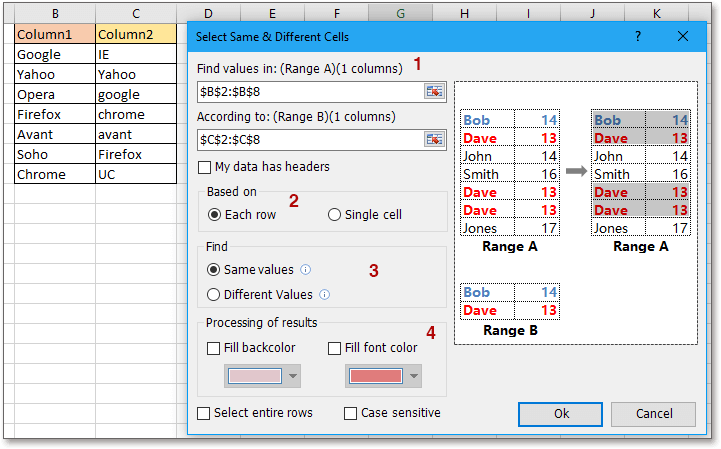 B C D E F G H I J K
Column1 Column2
Google IE
Yahoo Yahoo
Opera google
Firefox chrome
Avant avant
Soho Firefox
Chrome UC
Select Same & Different Cells ? ×
Find values in: (Range A)(1 columns) 1
$B$2:$B$8
According to: (Range B)(1 columns)
$C$2:$C$8
My data has headers
Based on 2
Each row Single cell
Find
Same values 3
Different Values
Processing of results 4
Fill backcolor Fill font color
Select entire rows Case sensitive
Bob 14 Bob 14
Dave 13 Dave 13
John 14 John 14
Smith 16 Smith 16
Dave 13 Dave 13
Dave 13 Dave 13
Jones 17 Jones 17
Range A Range A
Bob 14
Dave 13
Range B
Ok Cancel